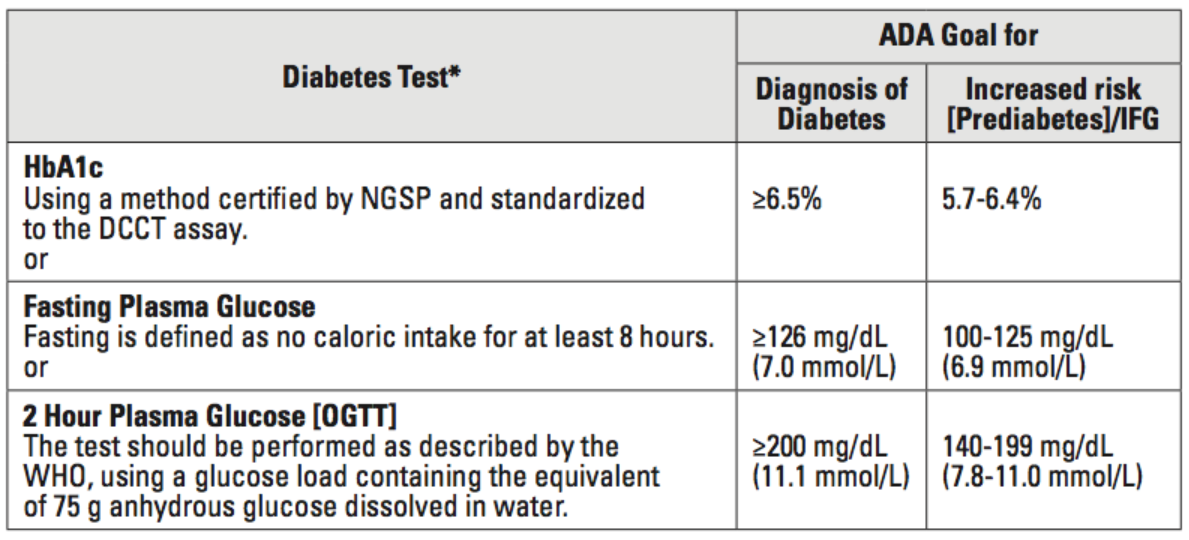 Diabetes Test*
ADA Goal for
Diagnosis of
Diabetes
Increased risk
[Prediabetes]/IFG
HbA1c
Using a method certified by NGSP and standardized
to the DCCT assay.
or
≥6.5%
5.7-6.4%
Fasting Plasma Glucose
Fasting is defined as no caloric intake for at least 8 hours.
or
≥126 mg/dL
(7.0 mmol/L)
100-125 mg/dL
(6.9 mmol/L)
2 Hour Plasma Glucose [OGTT]
The test should be performed as described by the
WHO, using a glucose load containing the equivalent
of 75 g anhydrous glucose dissolved in water.
≥200 mg/dL
(11.1 mmol/L)
140-199 mg/dL
(7.8-11.0 mmol/L)